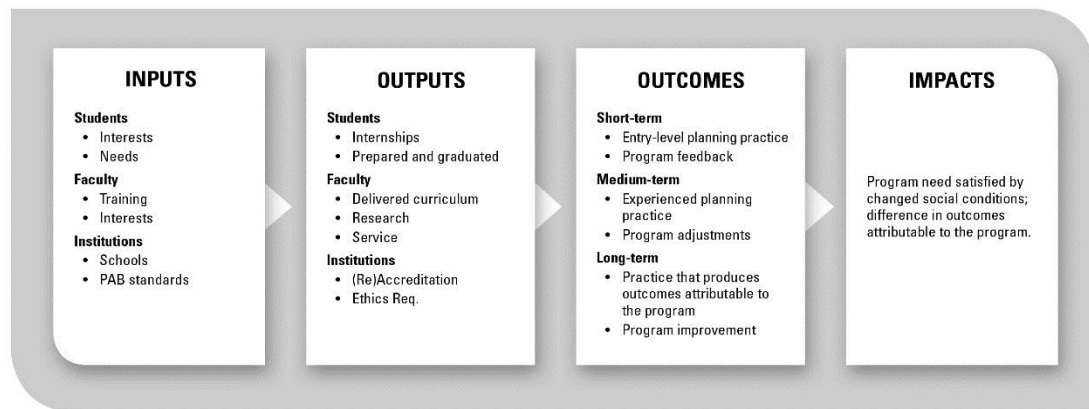 INPUTS
Students
• Interests
• Needs
Faculty
• Training
• Interests
Institutions
• Schools
• PAB standards
OUTPUTS
Students
• Internships
• Prepared and graduated
Faculty
• Delivered curriculum
• Research
• Service
Institutions
• (Re)Accreditation
• Ethics Req.
OUTCOMES
Short-term
• Entry-level planning practice
• Program feedback
Medium-term
• Experienced planning
practice
• Program adjustments
Long-term
• Practice that produces
outcomes attributable to
the program
• Program improvement
IMPACTS
Program need satisfied by
changed social conditions;
difference in outcomes
attributable to the program.